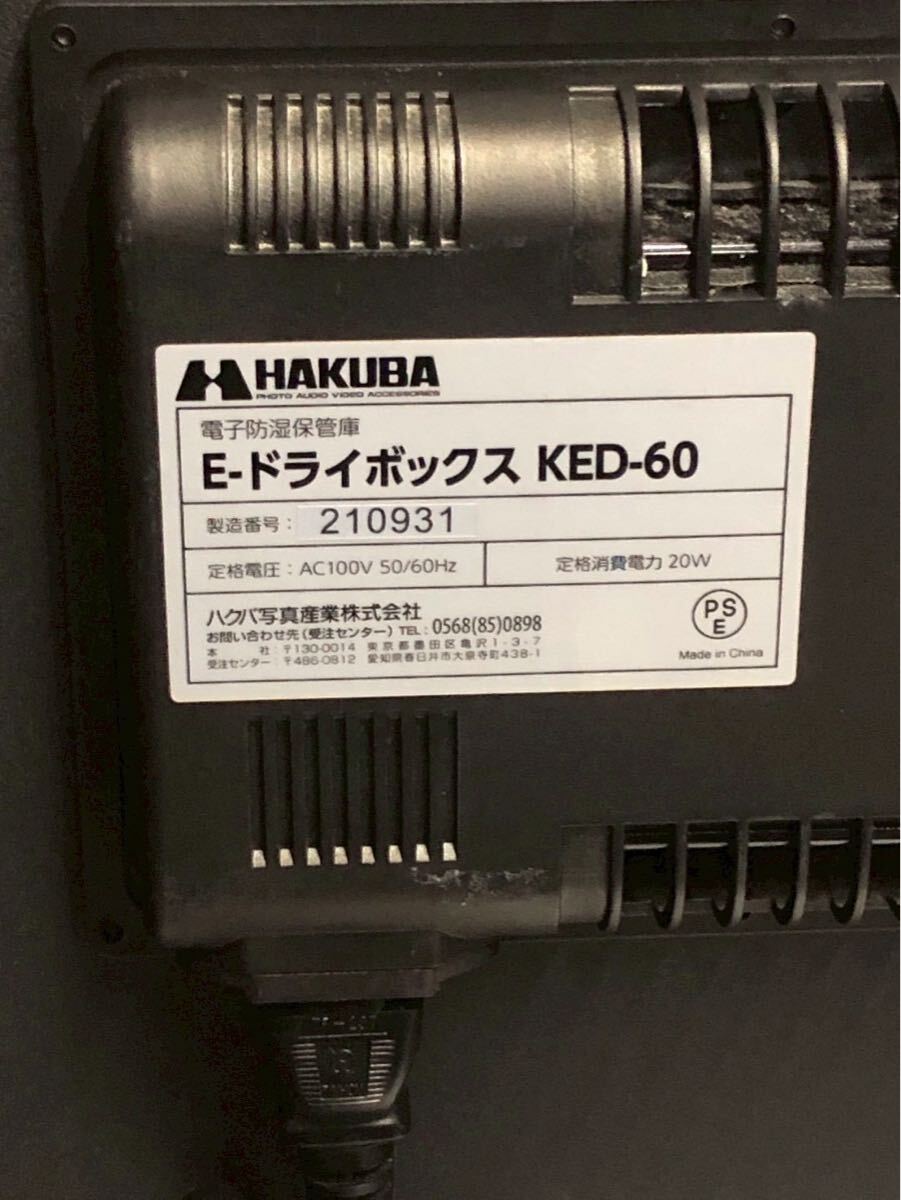 HAKUBA
PHOTO AUDIO VIDEO ACCESSORIES
電子防湿保管庫
E-ドライボックス KED-60
製造番号： 210931
定格電圧：AC100V 50/60Hz
定格消費電力 20W
ハクバ写真産業株式会社
お問い合わせ先（受注センター）TEL：0568(85)0898
本　　　社：〒130-0014　東京都墨田区亀沢1-3-7
受注センター：〒486-0812　愛知県春日井市大泉寺町438-1
PS
E
Made in China